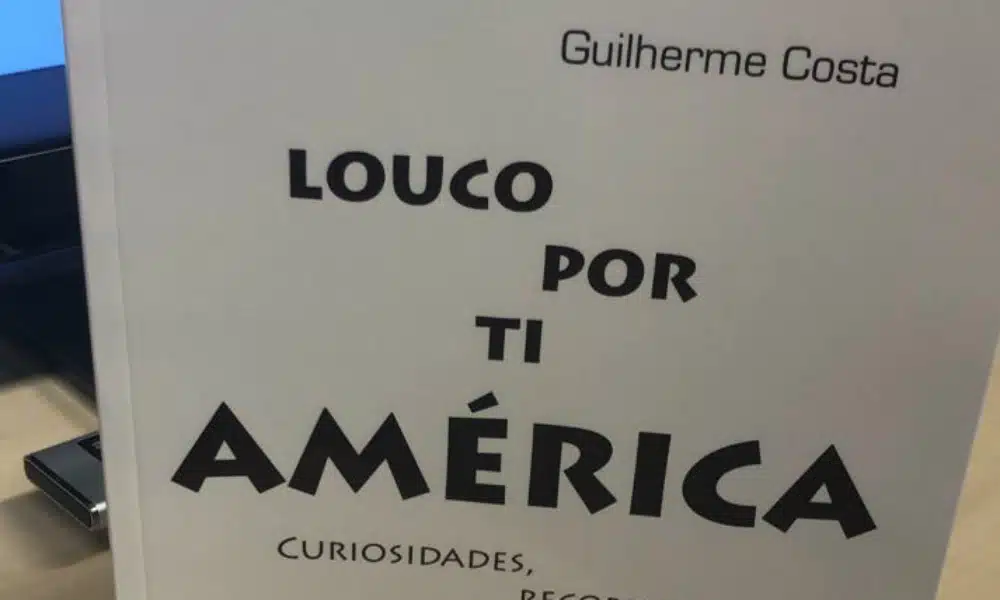 Guilherme Costa
LOUCO
POR
TI
AMÉRICA
CURIOSIDADES,